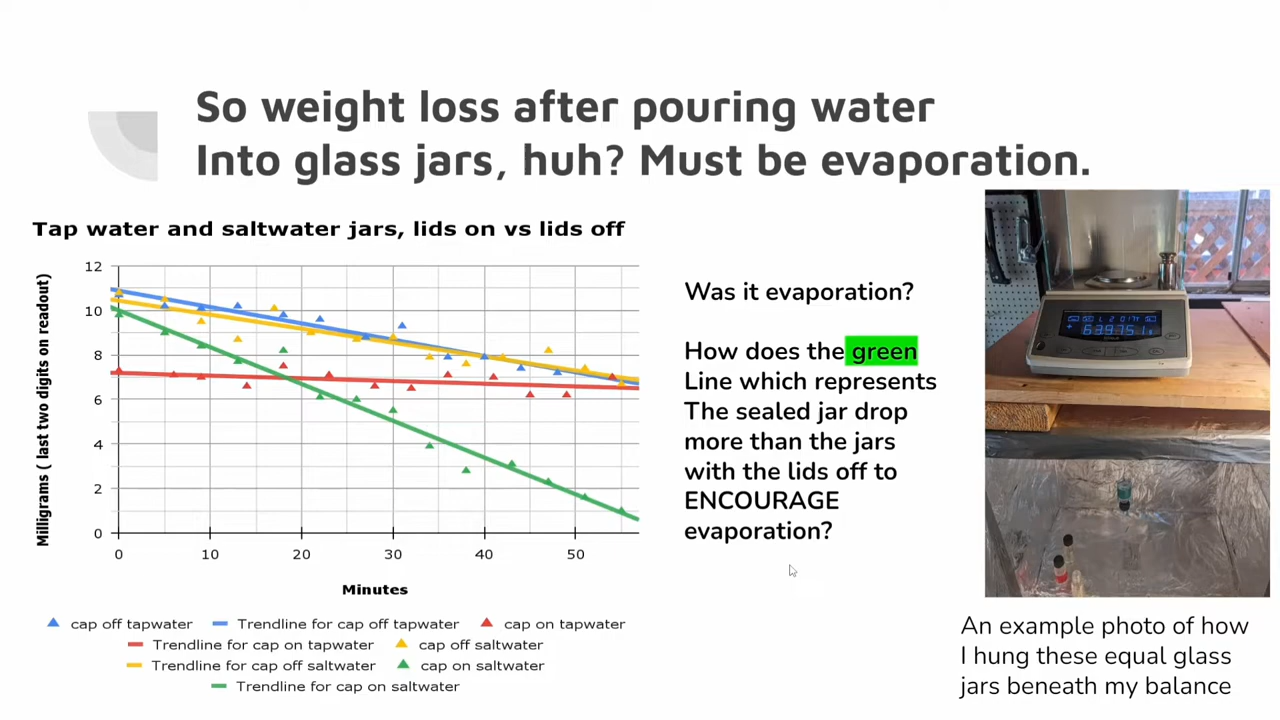 So weight loss after pouring water
Into glass jars, huh? Must be evaporation.
Tap water and saltwater jars, lids on vs lids off
Milligrams ( last two digits on readout)
12
10
8
6
4
2
0
0
10
20
30
40
50
Minutes
cap off tapwater
Trendline for cap off tapwater
cap on tapwater
Trendline for cap on tapwater
cap off saltwater
Trendline for cap off saltwater
cap on saltwater
Trendline for cap on saltwater
Was it evaporation?
How does the green
Line which represents
The sealed jar drop
more than the jars
with the lids off to
ENCOURAGE
evaporation?
An example photo of how
I hung these equal glass
jars beneath my balance